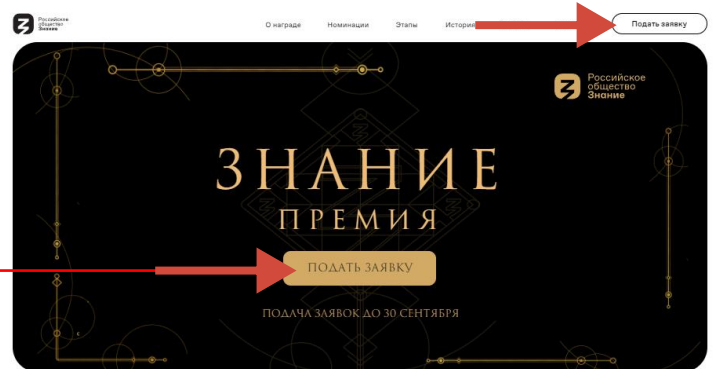 Российское
общество
Знание
О награде Номинации Этапы История
Подать заявку
Российское
общество
Знание
ЗНАНИЕ
ПРЕМИЯ
ПОДАТЬ ЗАЯВКУ
ПОДАЧА ЗАЯВОК ДО 30 СЕНТЯБРЯ